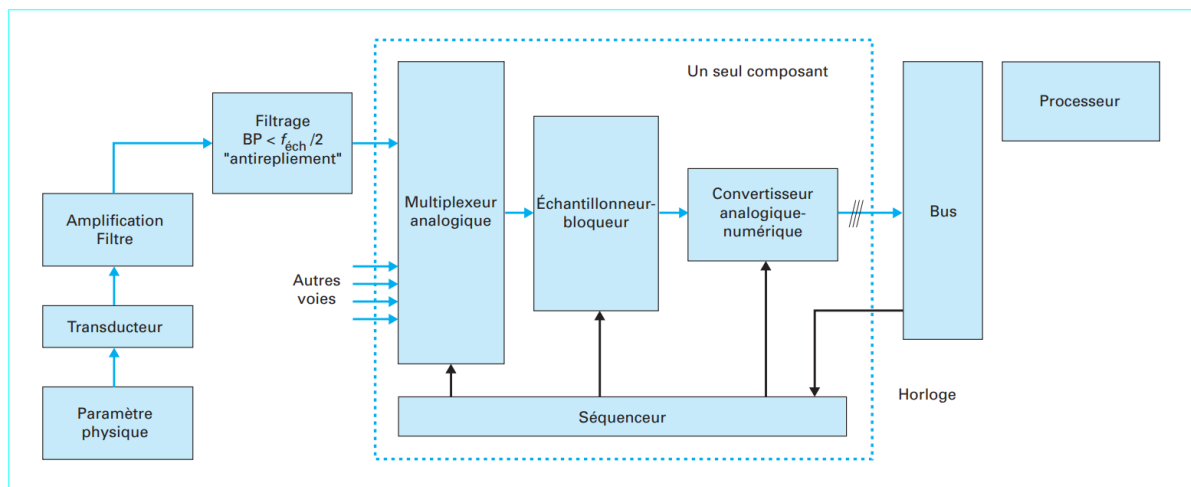 Un seul composant
Filtrage
BP < f_éch /2
"antirepliement"
Processeur
Amplification
Filtre
Multiplexeur
analogique
Échantillonneur-
bloqueur
Convertisseur
analogique-
numérique
Bus
Autres
voies
Transducteur
Paramètre
physique
Séquenceur
Horloge